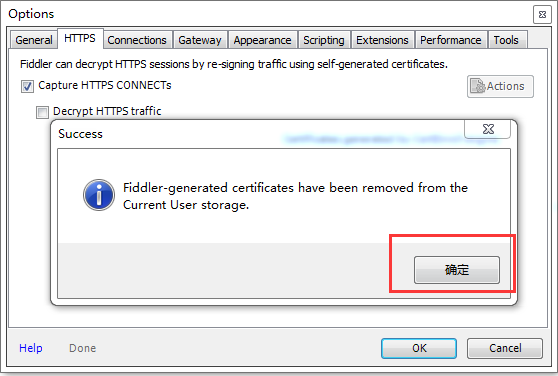 Options
General HTTPS Connections Gateway Appearance Scripting Extensions Performance Tools
Fiddler can decrypt HTTPS sessions by re-signing traffic using self-generated certificates.
Capture HTTPS CONNECTs
Actions
Decrypt HTTPS traffic
Success
Fiddler-generated certificates have been removed from the
Current User storage.
确定
Help Done OK Cancel